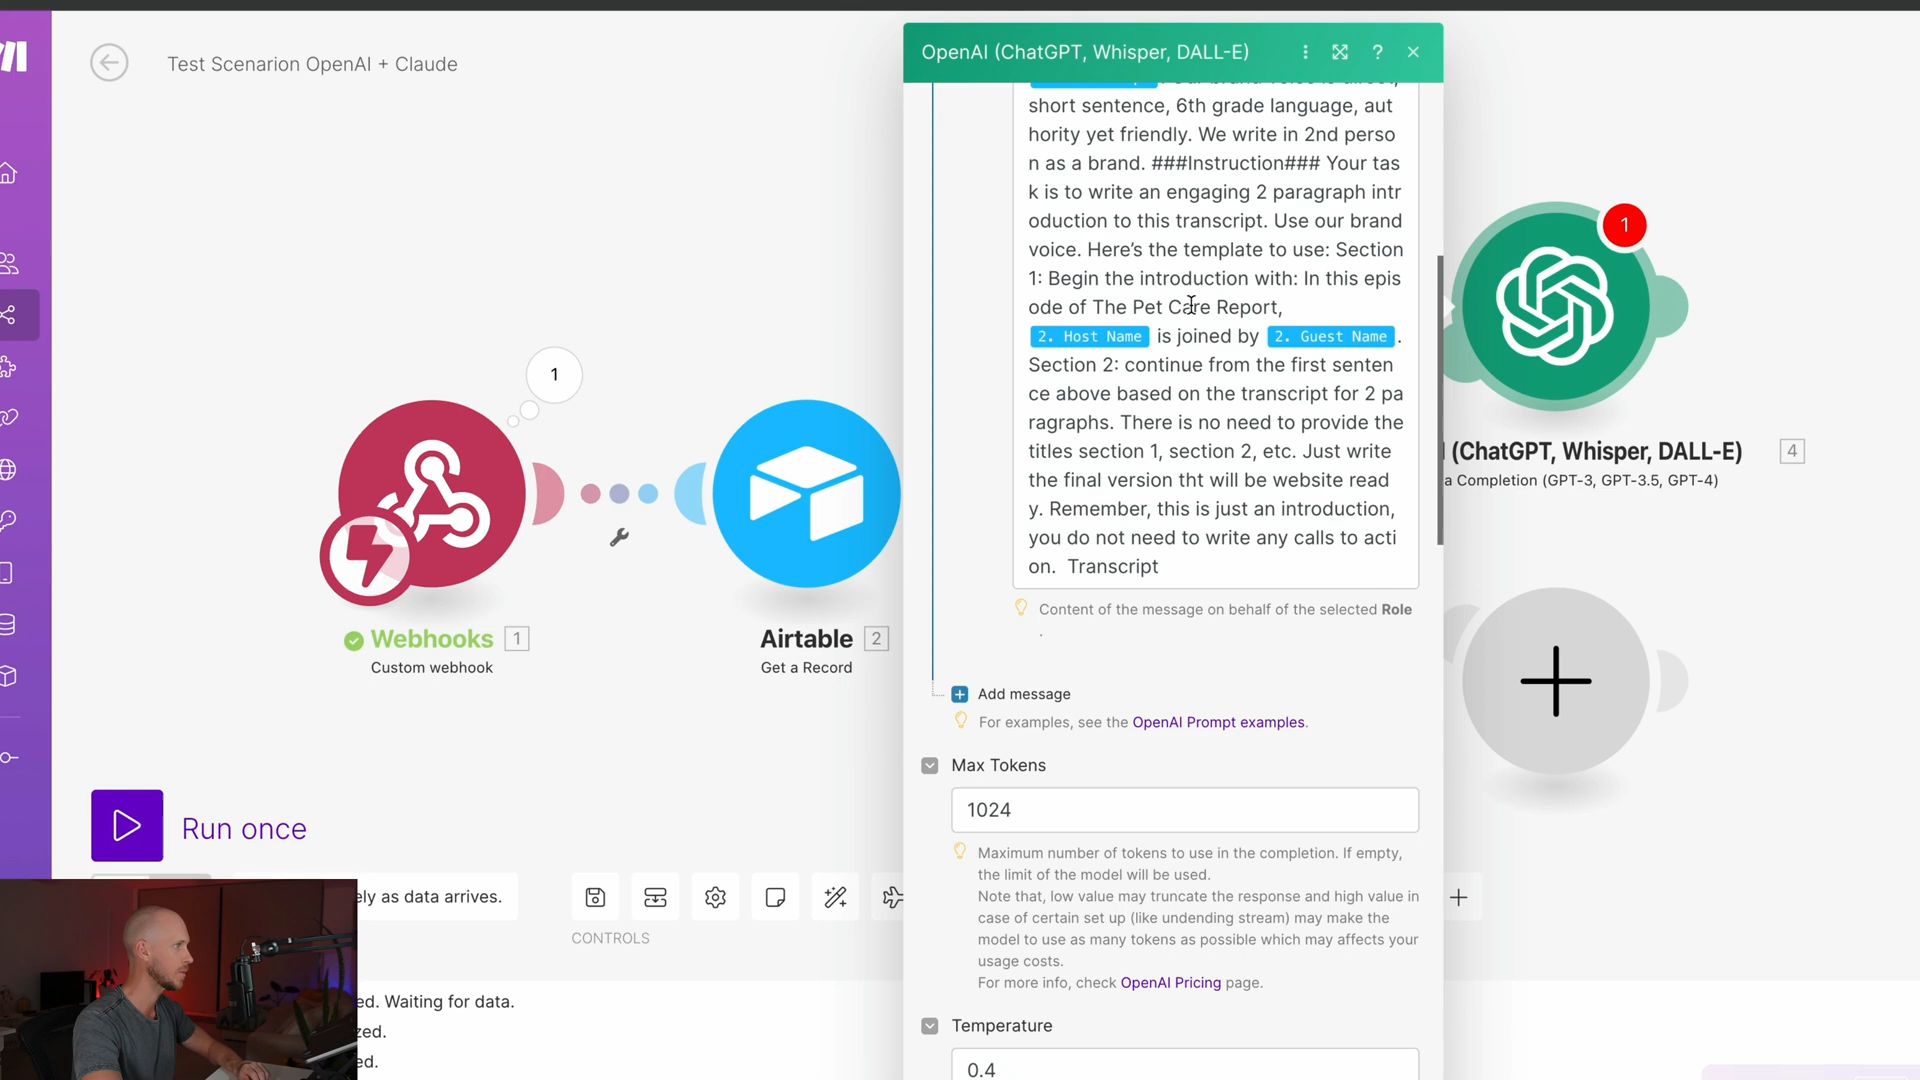 Test Scenarion OpenAI + Claude
OpenAI (ChatGPT, Whisper, DALL-E)
short sentence, 6th grade language, aut
hority yet friendly. We write in 2nd perso
n as a brand. ###Instruction### Your tas
k is to write an engaging 2 paragraph intr
oduction to this transcript. Use our brand
voice. Here's the template to use: Section
1: Begin the introduction with: In this epis
ode of The Pet Care Report,
2. Host Name is joined by 2. Guest Name .
Section 2: continue from the first senten
ce above based on the transcript for 2 pa
ragraphs. There is no need to provide the
titles section 1, section 2, etc. Just write
the final version tht will be website read
y. Remember, this is just an introduction,
you do not need to write any calls to acti
on. Transcript
Content of the message on behalf of the selected Role
.
Add message
For examples, see the OpenAI Prompt examples.
Max Tokens
1024
Maximum number of tokens to use in the completion. If empty,
the limit of the model will be used.
Note that, low value may truncate the response and high value in
case of certain set up (like undending stream) may make the
model to use as many tokens as possible which may affects your
usage costs.
For more info, check OpenAI Pricing page.
Temperature
0.4
1
Webhooks 1
Custom webhook
Airtable 2
Get a Record
1
(ChatGPT, Whisper, DALL-E) 4
a Completion (GPT-3, GPT-3.5, GPT-4)
Run once
ely as data arrives.
CONTROLS
ed. Waiting for data.
zed.
ed.